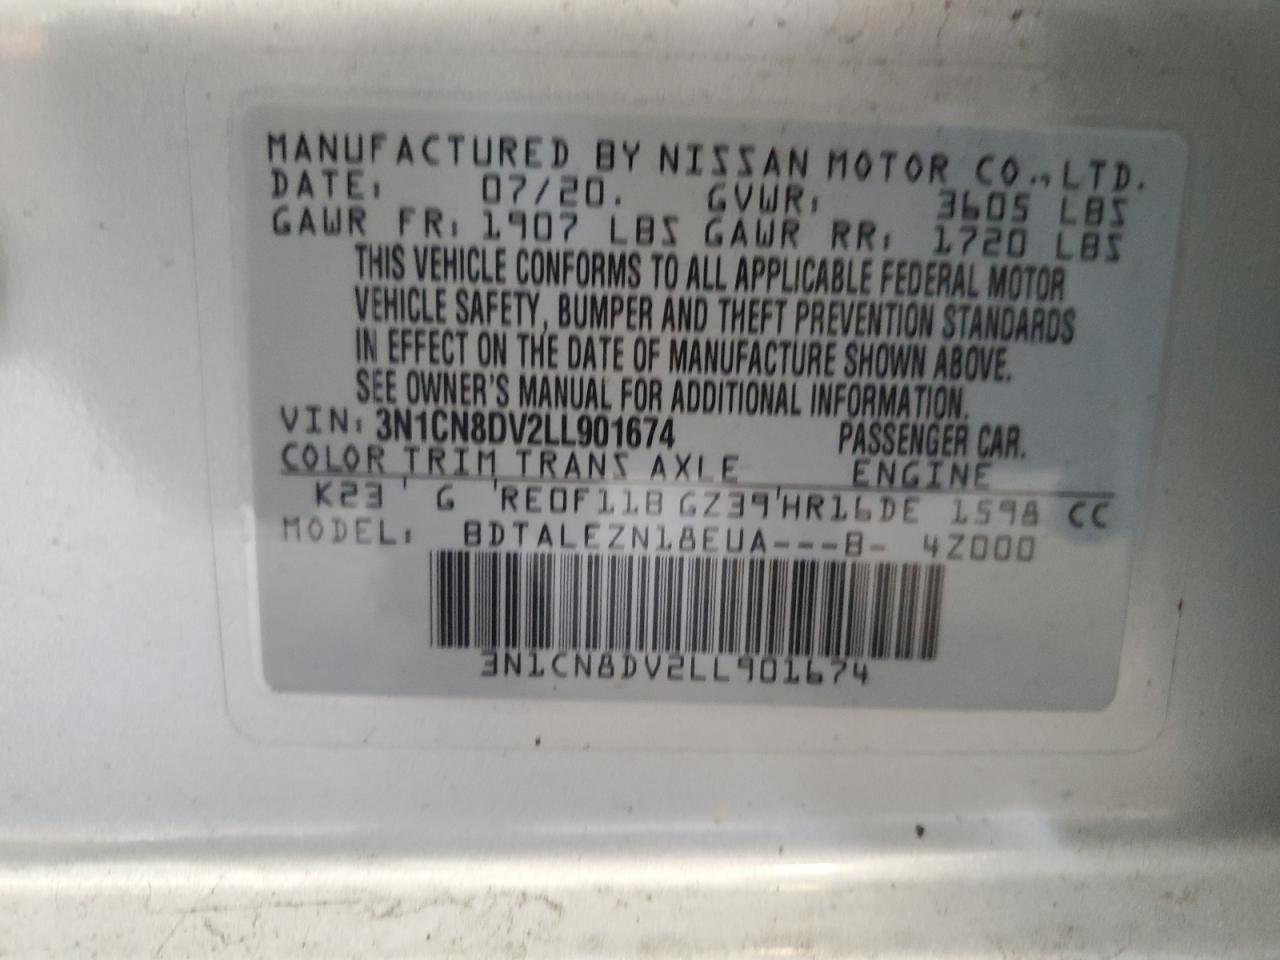 MANUFACTURED BY NISSAN MOTOR CO., LTD.
DATE: 07/20. GVWR: 3605 LBS
GAWR FR: 1907 LBS GAWR RR: 1720 LBS
THIS VEHICLE CONFORMS TO ALL APPLICABLE FEDERAL MOTOR
VEHICLE SAFETY, BUMPER AND THEFT PREVENTION STANDARDS
IN EFFECT ON THE DATE OF MANUFACTURE SHOWN ABOVE.
SEE OWNER'S MANUAL FOR ADDITIONAL INFORMATION.
VIN: 3N1CN8DV2LL901674 PASSENGER CAR.
COLOR TRIM TRANS AXLE ENGINE
K23 ' G 'RE0F11B GZ39'HR16DE 1598 CC
MODEL: BDTALEZN18EUA---B- 4Z000
3N1CN8DV2LL901674